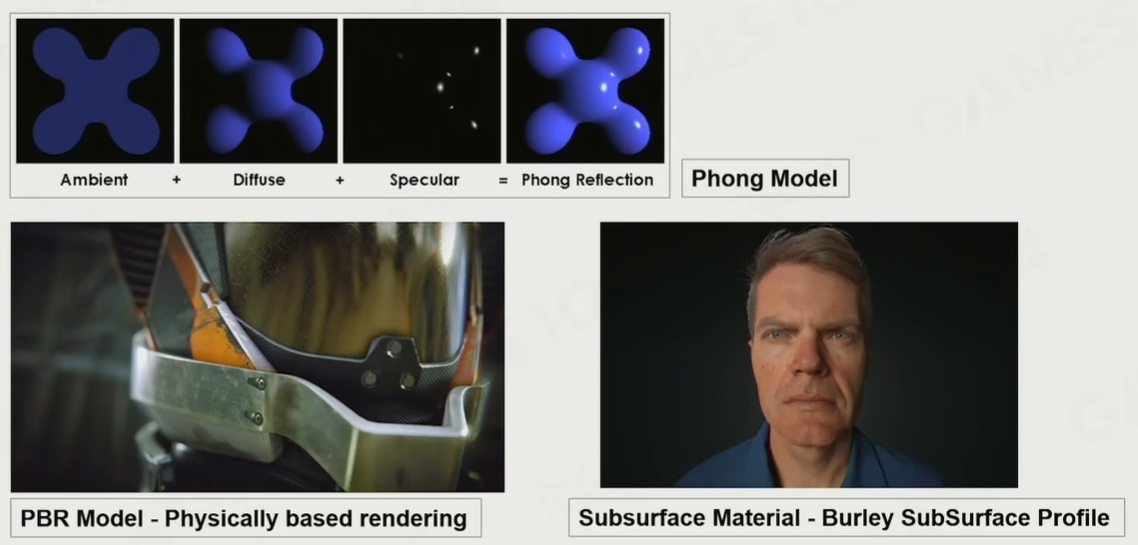 Ambient + Diffuse + Specular = Phong Reflection
Phong Model
PBR Model - Physically based rendering
Subsurface Material - Burley SubSurface Profile